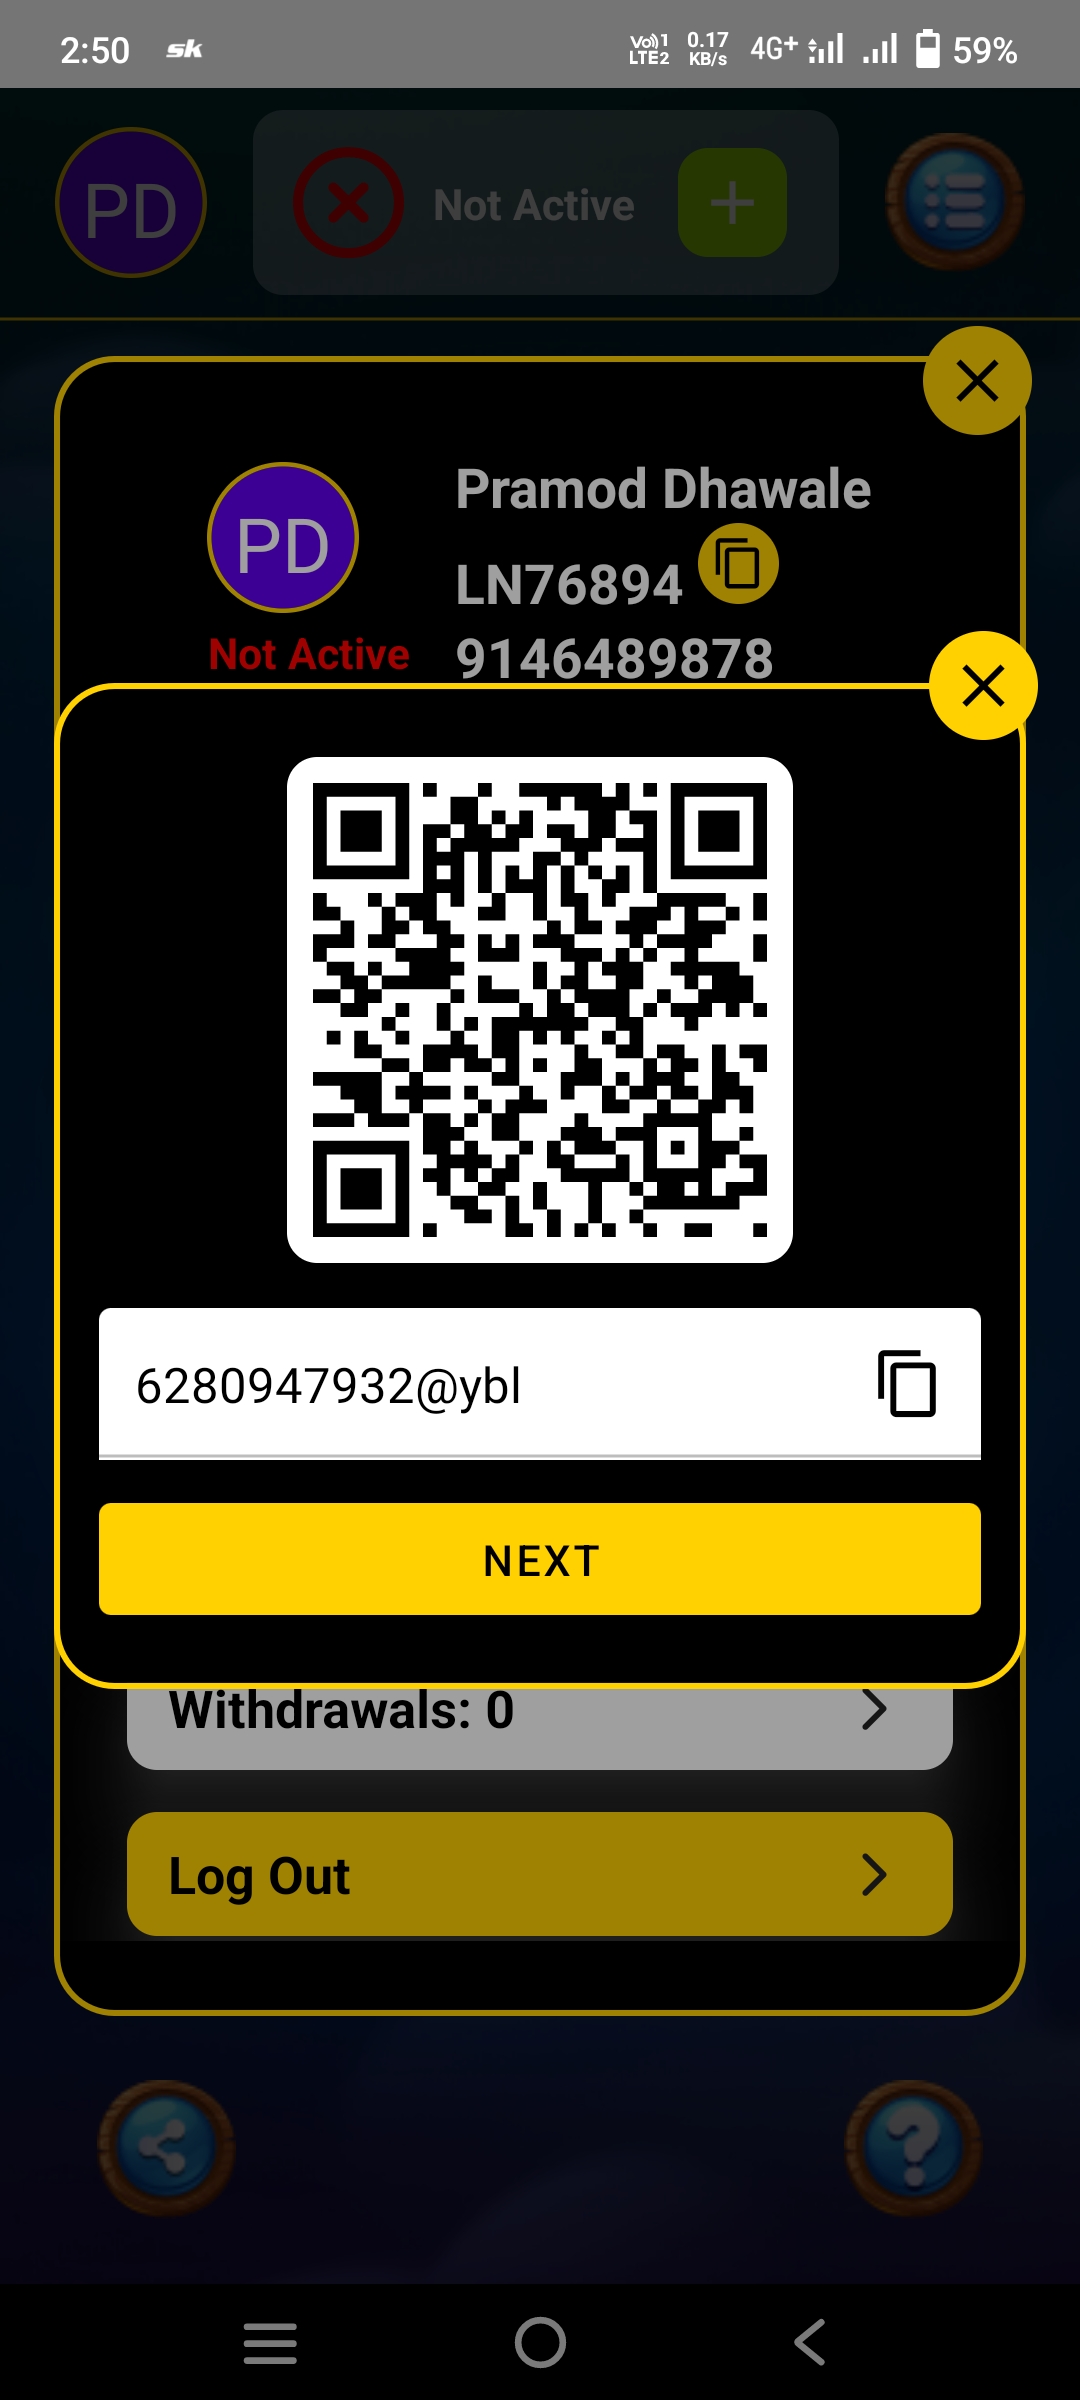 2:50 sk Vo)) 1 LTE2 0.17 KB/s 4G+ 59%
PD Not Active
Pramod Dhawale
PD
LN76894
Not Active 9146489878
6280947932@ybl
NEXT
Withdrawals: 0
Log Out